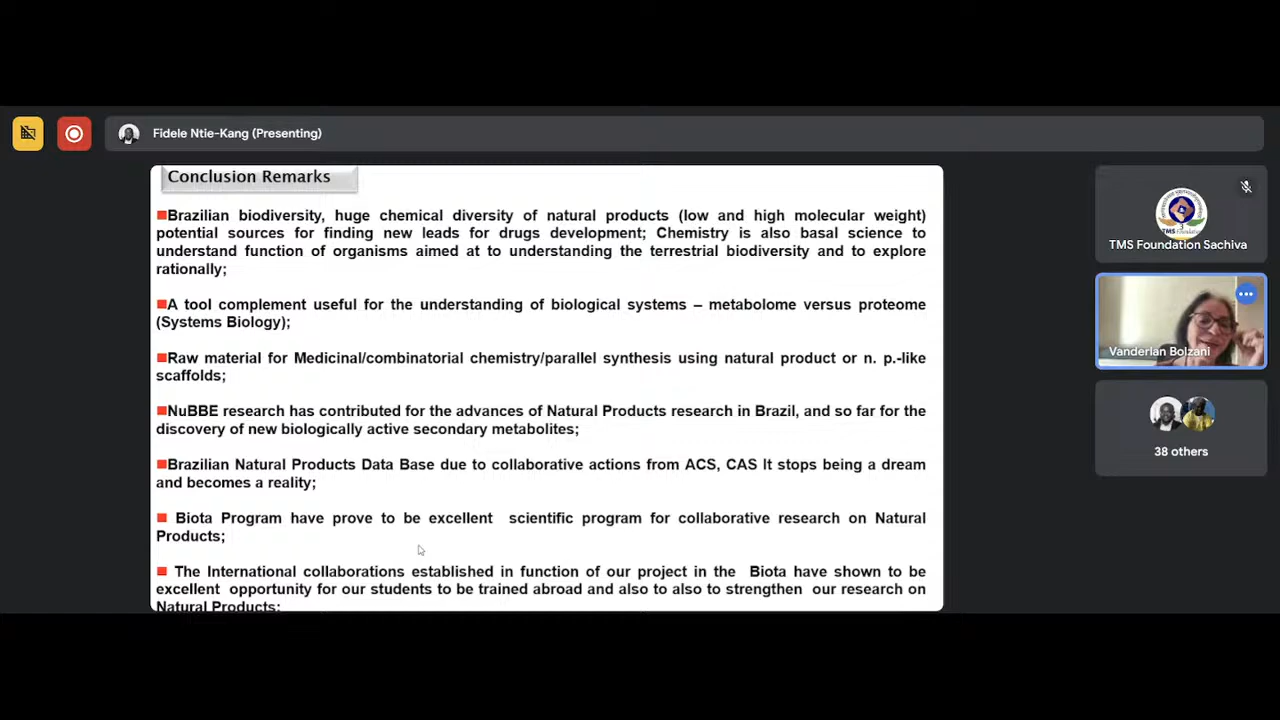 Fidele Ntie-Kang (Presenting)
Conclusion Remarks
Brazilian biodiversity, huge chemical diversity of natural products (low and high molecular weight)
potential sources for finding new leads for drugs development; Chemistry is also basal science to
understand function of organisms aimed at to understanding the terrestrial biodiversity and to explore
rationally;
A tool complement useful for the understanding of biological systems – metabolome versus proteome
(Systems Biology);
Raw material for Medicinal/combinatorial chemistry/parallel synthesis using natural product or n. p.-like
scaffolds;
NuBBE research has contributed for the advances of Natural Products research in Brazil, and so far for the
discovery of new biologically active secondary metabolites;
Brazilian Natural Products Data Base due to collaborative actions from ACS, CAS It stops being a dream
and becomes a reality;
Biota Program have prove to be excellent scientific program for collaborative research on Natural
Products;
The International collaborations established in function of our project in the Biota have shown to be
excellent opportunity for our students to be trained abroad and also to also to strengthen our research on
Natural Products;
TMS Foundation Sachiva
Vanderlan Bolzani
38 others